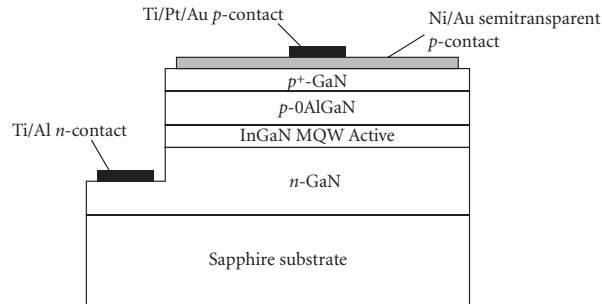 Ti/Pt/Au p-contact
Ni/Au semitransparent
p-contact
p⁺-GaN
p-0AlGaN
Ti/Al n-contact
InGaN MQW Active
n-GaN
Sapphire substrate